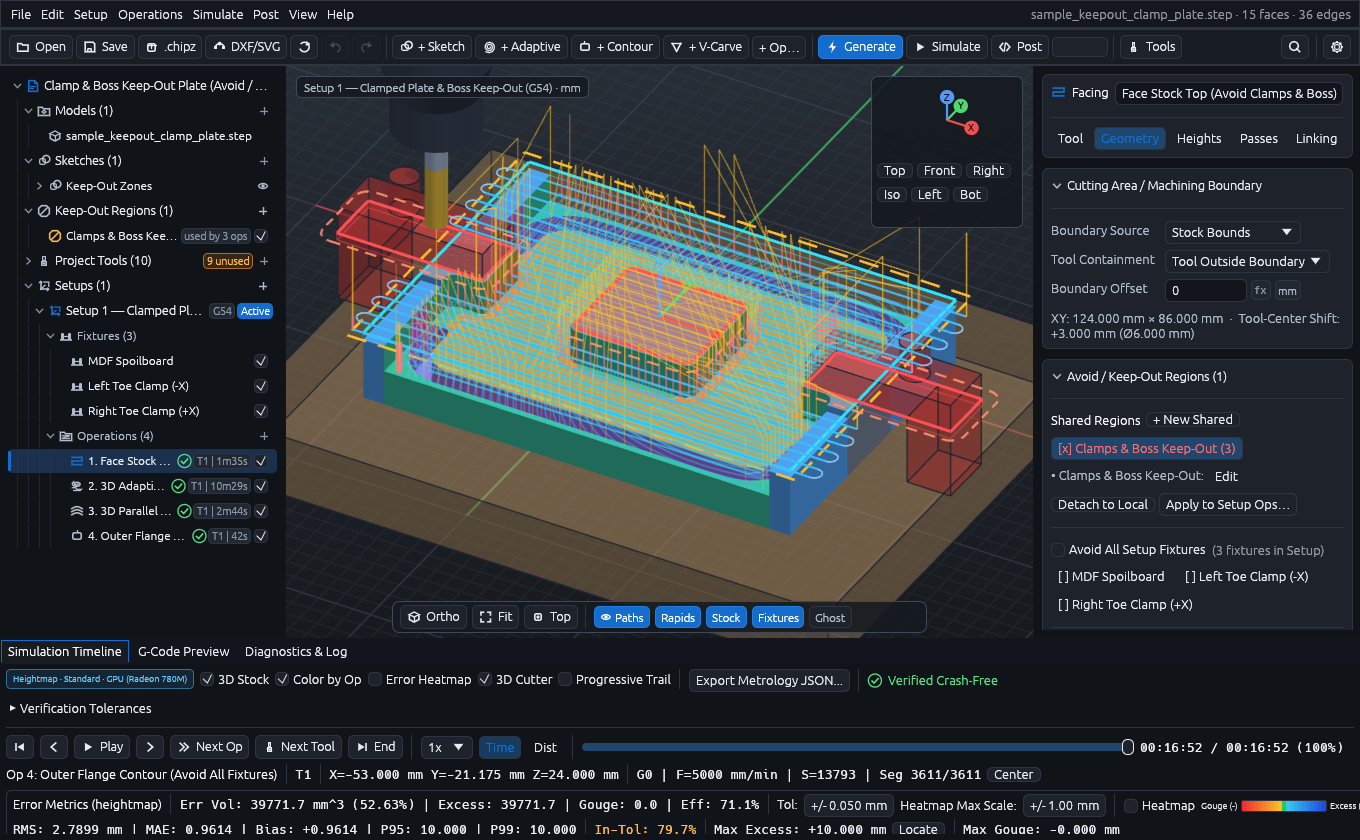 File Edit Setup Operations Simulate Post View Help
sample_keepout_clamp_plate.step · 15 faces · 36 edges
Open Save .chipz DXF/SVG + Sketch + Adaptive + Contour + V-Carve + Op… Generate Simulate Post Tools
Clamp & Boss Keep-Out Plate (Avoid / …
Models (1) +
sample_keepout_clamp_plate.step
Sketches (1) +
Keep-Out Zones
Keep-Out Regions (1) +
Clamps & Boss Kee… used by 3 ops
Project Tools (10) 9 unused +
Setups (1) +
Setup 1 — Clamped Pl… G54 Active
Fixtures (3)
MDF Spoilboard
Left Toe Clamp (-X)
Right Toe Clamp (+X)
Operations (4) +
1. Face Stock … T1 | 1m35s
2. 3D Adapti… T1 | 10m29s
3. 3D Parallel … T1 | 2m44s
4. Outer Flange … T1 | 42s
Setup 1 — Clamped Plate & Boss Keep-Out (G54) · mm
Z
Y
X
Top Front Right
Iso Left Bot
Ortho Fit Top Paths Rapids Stock Fixtures Ghost
Facing Face Stock Top (Avoid Clamps & Boss)
Tool Geometry Heights Passes Linking
Cutting Area / Machining Boundary
Boundary Source Stock Bounds
Tool Containment Tool Outside Boundary
Boundary Offset 0 fx mm
XY: 124.000 mm × 86.000 mm · Tool-Center Shift:
+3.000 mm (Ø6.000 mm)
Avoid / Keep-Out Regions (1)
Shared Regions + New Shared
[x] Clamps & Boss Keep-Out (3)
• Clamps & Boss Keep-Out: Edit
Detach to Local Apply to Setup Ops…
Avoid All Setup Fixtures (3 fixtures in Setup)
[ ] MDF Spoilboard [ ] Left Toe Clamp (-X)
[ ] Right Toe Clamp (+X)
Simulation Timeline G-Code Preview Diagnostics & Log
Heightmap · Standard · GPU (Radeon 780M) 3D Stock Color by Op Error Heatmap 3D Cutter Progressive Trail Export Metrology JSON… Verified Crash-Free
Verification Tolerances
Play Next Op Next Tool End 1x Time Dist 00:16:52 / 00:16:52 (100%)
Op 4: Outer Flange Contour (Avoid All Fixtures) T1 X=-53.000 mm Y=-21.175 mm Z=24.000 mm G0 | F=5000 mm/min | S=13793 | Seg 3611/3611 Center
Error Metrics (heightmap) Err Vol: 39771.7 mm^3 (52.63%) | Excess: 39771.7 | Gouge: 0.0 | Eff: 71.1% Tol: +/-0.050 mm Heatmap Max Scale: +/-1.00 mm Heatmap Gouge (-) Excess
RMS: 2.7899 mm | MAE: 0.9614 | Bias: +0.9614 | P95: 10.000 | P99: 10.000 In-Tol: 79.7% Max Excess: +10.000 mm Locate Max Gouge: -0.000 mm